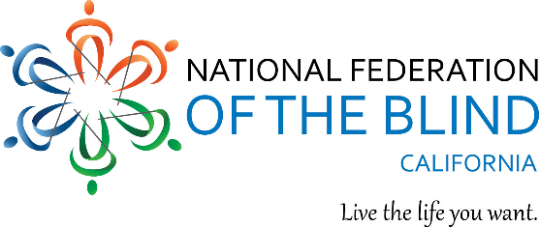 NATIONAL FEDERATION
OF THE BLIND
CALIFORNIA
Live the life you want.